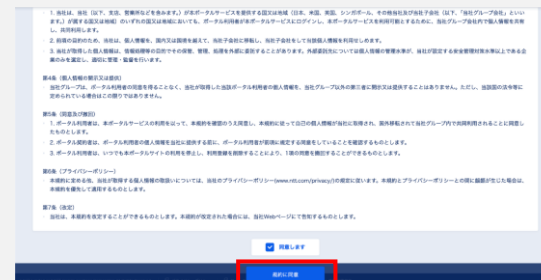 1. 当社は、当社（以下、支店、営業所などを含みます。）が本ポータルサービスを提供する国又は地域（日本、米国、英国、シンガポール、その他当社及び当社子会社（以下、「当社グループ会社」といい
ます。）が属する国又は地域）のいずれの国又は地域においても、ポータル利用者が本ポータルサービスにログインし、本ポータルサービスを利用可能とするために、当社グループ会社内で個人情報を共有
し、共同利用します。
2. 前項の目的のため、当社は、個人情報を、国内又は国境を越えて、当社子会社に移転し、当社子会社をして当該個人情報を利用せしめます。
3. 当社が取得した個人情報は、情報処理等の目的でその保管、管理、処理を外部に委託することがあります。外部委託先については個人情報の管理水準が、当社が設定する安全管理対策水準以上である企
業のみを選定し、適切に管理・監督を行います。
第4条（個人情報の開示又は提供）
当社グループは、ポータル利用者の同意を得ることなく、当社が取得した当該ポータル利用者の個人情報を、当社グループ以外の第三者に開示又は提供することはありません。ただし、当該国の法令等に
定められている場合はこの限りではありません。
第5条（同意及び撤回）
1. ポータル利用者は、本ポータルサービスの利用を以って、本規約を確認のうえ同意し、本規約に従って自己の個人情報が当社に取得され、国外移転されて当社グループ内で共同利用されることに同意し
たものとします。
2. ポータル契約者は、ポータル利用者の個人情報を当社に提供する前に、ポータル利用者が前項に規定する同意をしていることを確認するものとします。
3. ポータル利用者は、いつでも本ポータルサイトの利用を停止し、利用登録を削除することにより、1項の同意を撤回することができるものとします。
第6条（プライバシーポリシー）
本規約に定める他、当社が取得する個人情報の取扱いについては、当社のプライバシーポリシー(www.ntt.com/privacy/)の規定に従います。本規約とプライバシーポリシーとの間に齟齬が生じた場合は、
本規約を優先して適用するものとします。
第7条（改定）
当社は、本規約を改定することができるものとします。本規約が改定された場合には、当社Webページにて告知するものとします。
同意します
規約に同意